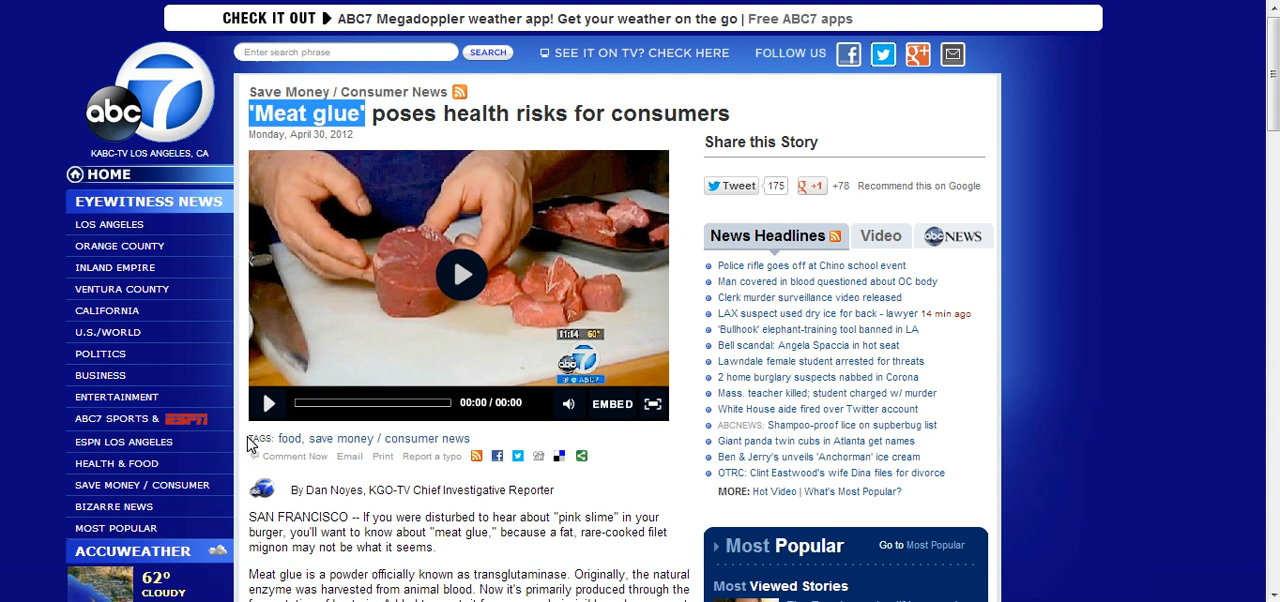 CHECK IT OUT ABC7 Megadoppler weather app! Get your weather on the go | Free ABC7 apps
Enter search phrase
SEARCH
SEE IT ON TV? CHECK HERE
FOLLOW US
abc 7
KABC-TV LOS ANGELES, CA
HOME
EYEWITNESS NEWS
LOS ANGELES
ORANGE COUNTY
INLAND EMPIRE
VENTURA COUNTY
CALIFORNIA
U.S./WORLD
POLITICS
BUSINESS
ENTERTAINMENT
ABC7 SPORTS & ESPN
ESPN LOS ANGELES
HEALTH & FOOD
SAVE MONEY / CONSUMER
BIZARRE NEWS
MOST POPULAR
ACCUWEATHER
62º
CLOUDY
Save Money / Consumer News
'Meat glue' poses health risks for consumers
Monday, April 30, 2012
11:14 60°
abc 7
00:00 / 00:00
EMBED
TAGS: food, save money / consumer news
Comment Now Email Print Report a typo
By Dan Noyes, KGO-TV Chief Investigative Reporter
SAN FRANCISCO -- If you were disturbed to hear about "pink slime" in your
burger, you'll want to know about "meat glue," because a fat, rare-cooked filet
mignon may not be what it seems.
Meat glue is a powder officially known as transglutaminase. Originally, the natural
enzyme was harvested from animal blood. Now it's primarily produced through the
Share this Story
Tweet 175 +1 +78 Recommend this on Google
News Headlines Video abc NEWS
Police rifle goes off at Chino school event
Man covered in blood questioned about OC body
Clerk murder surveillance video released
LAX suspect used dry ice for back - lawyer 14 min ago
'Bullhook' elephant-training tool banned in LA
Bell scandal: Angela Spaccia in hot seat
Lawndale female student arrested for threats
2 home burglary suspects nabbed in Corona
Mass. teacher killed; student charged w/ murder
White House aide fired over Twitter account
ABCNEWS: Shampoo-proof lice on supberbug list
Giant panda twin cubs in Atlanta get names
Ben & Jerry's unveils 'Anchorman' ice cream
OTRC: Clint Eastwood's wife Dina files for divorce
MORE: Hot Video | What's Most Popular?
Most Popular
Go to Most Popular
Most Viewed Stories